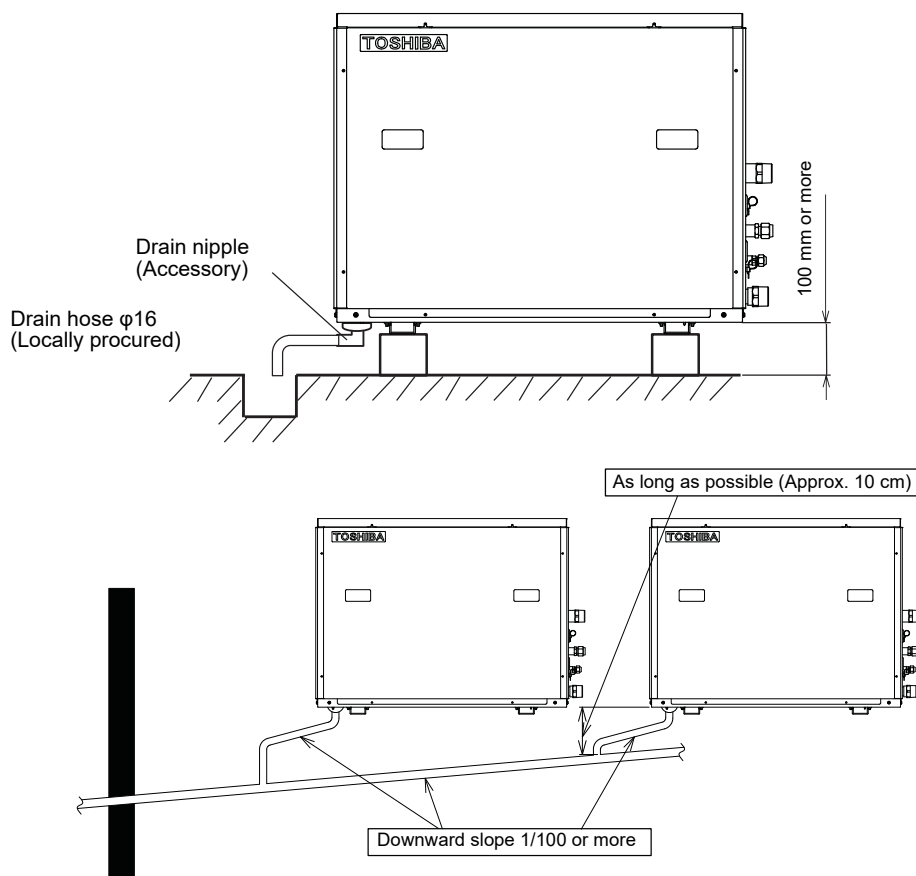 TOSHIBA
100 mm or more
Drain nipple
(Accessory)
Drain hose φ16
(Locally procured)
As long as possible (Approx. 10 cm)
TOSHIBA
TOSHIBA
Downward slope 1/100 or more